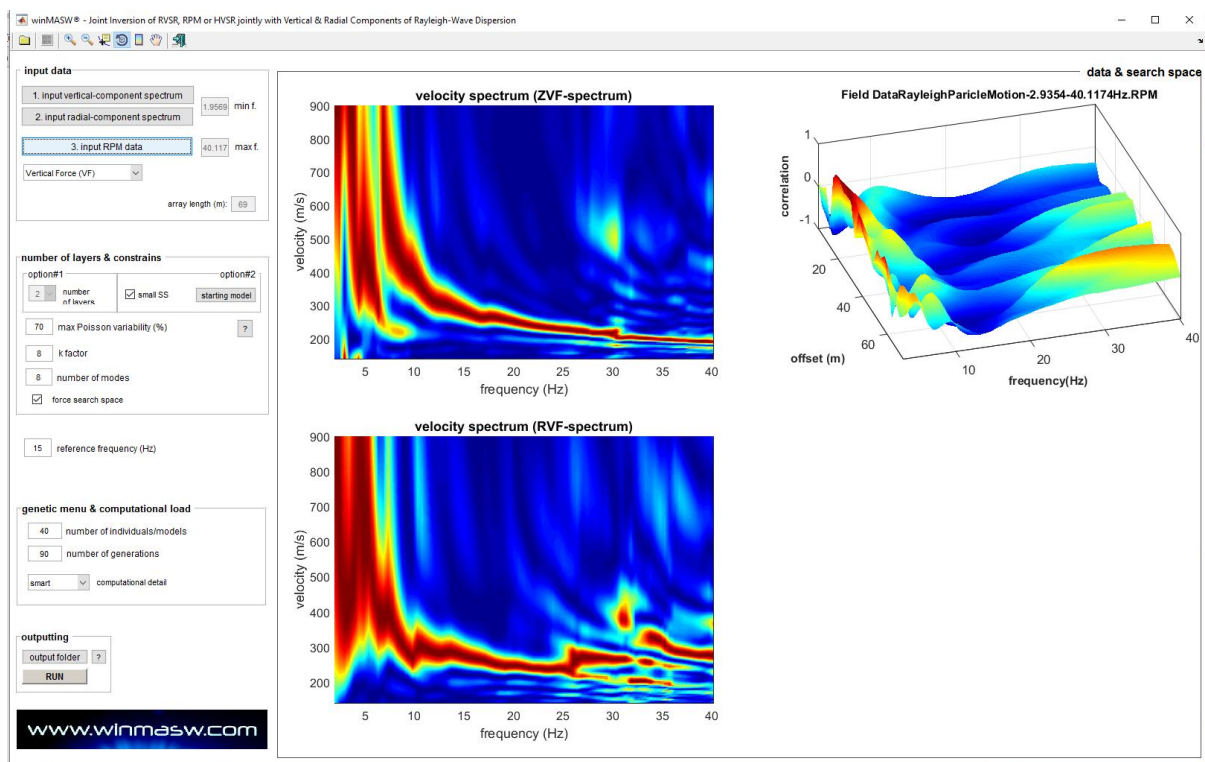 winMASW® - Joint Inversion of RVSR, RPM or HVSR jointly with Vertical & Radial Components of Rayleigh-Wave Dispersion
input data
1. input vertical-component spectrum
2. input radial-component spectrum
1.9569 min f.
3. input RPM data
40.117 max f.
Vertical Force (VF)
array length (m): 69
number of layers & constrains
option#1
option#2
2 number
of layers
small SS
starting model
70 max Poisson variability (%) ?
8 k factor
8 number of modes
force search space
15 reference frequency (Hz)
genetic menu & computational load
40 number of individuals/models
90 number of generations
smart computational detail
outputting
output folder ?
RUN
www.winmasw.com
data & search space
velocity spectrum (ZVF-spectrum)
900
800
700
600
500
400
300
200
velocity (m/s)
5 10 15 20 25 30 35 40
frequency (Hz)
velocity spectrum (RVF-spectrum)
900
800
700
600
500
400
300
200
velocity (m/s)
5 10 15 20 25 30 35 40
frequency (Hz)
Field DataRayleighParicleMotion-2.9354-40.1174Hz.RPM
1
0
-1
correlation
20
40
60
offset (m)
10 20 30 40
frequency(Hz)